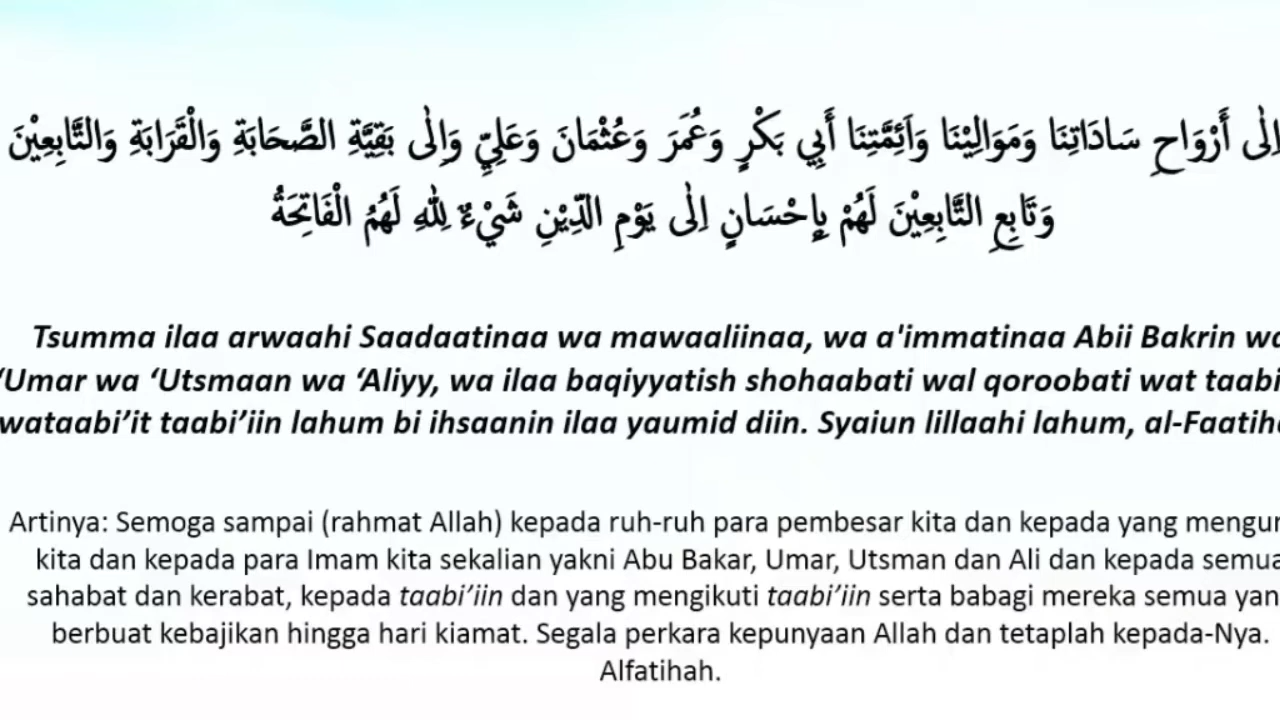 اِلٰى أَرْوَاحِ سَادَاتِنَا وَمَوَالِيْنَا وَاَئِمَّتِنَا أَبِي بَكْرٍ وَعُمَرَ وَعُثْمَانَ وَعَلِيِّ وَاِلٰى بَقِيَّةِ الصَّحَابَةِ وَالْقَرَابَةِ وَالتَّابِعِيْنَ
وَتَابِعِ التَّابِعِيْنَ لَهُمْ بِإِحْسَانٍ اِلٰى يَوْمِ الدِّيْنِ شَيْءٌ لِلّٰهِ لَهُمُ الْفَاتِحَةُ
Tsumma ilaa arwaahi Saadaatinaa wa mawaaliinaa, wa a'immatinaa Abii Bakrin wa
‘Umar wa ‘Utsmaan wa ‘Aliyy, wa ilaa baqiyyatish shohaabati wal qoroobati wat taabi
wataabi’it taabi’iin lahum bi ihsaanin ilaa yaumid diin. Syaiun lillaahi lahum, al-Faatiha
Artinya: Semoga sampai (rahmat Allah) kepada ruh-ruh para pembesar kita dan kepada yang mengur
kita dan kepada para Imam kita sekalian yakni Abu Bakar, Umar, Utsman dan Ali dan kepada semua
sahabat dan kerabat, kepada taabi’iin dan yang mengikuti taabi’iin serta babagi mereka semua yan
berbuat kebajikan hingga hari kiamat. Segala perkara kepunyaan Allah dan tetaplah kepada-Nya.
Alfatihah.